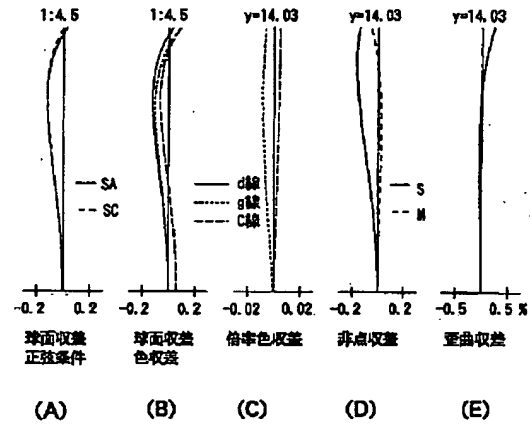 1:4.5
1:4.5
y=14.03
y=14.03
y=14.03
SA
SC
d線
g線
C線
S
M
-0.2 0.2
-0.2 0.2
-0.02 0.02
-0.2 0.2
-0.5 0.5 %
球面収差
正弦条件
球面収差
色収差
倍率色収差
非点収差
歪曲収差
(A) (B) (C) (D) (E)